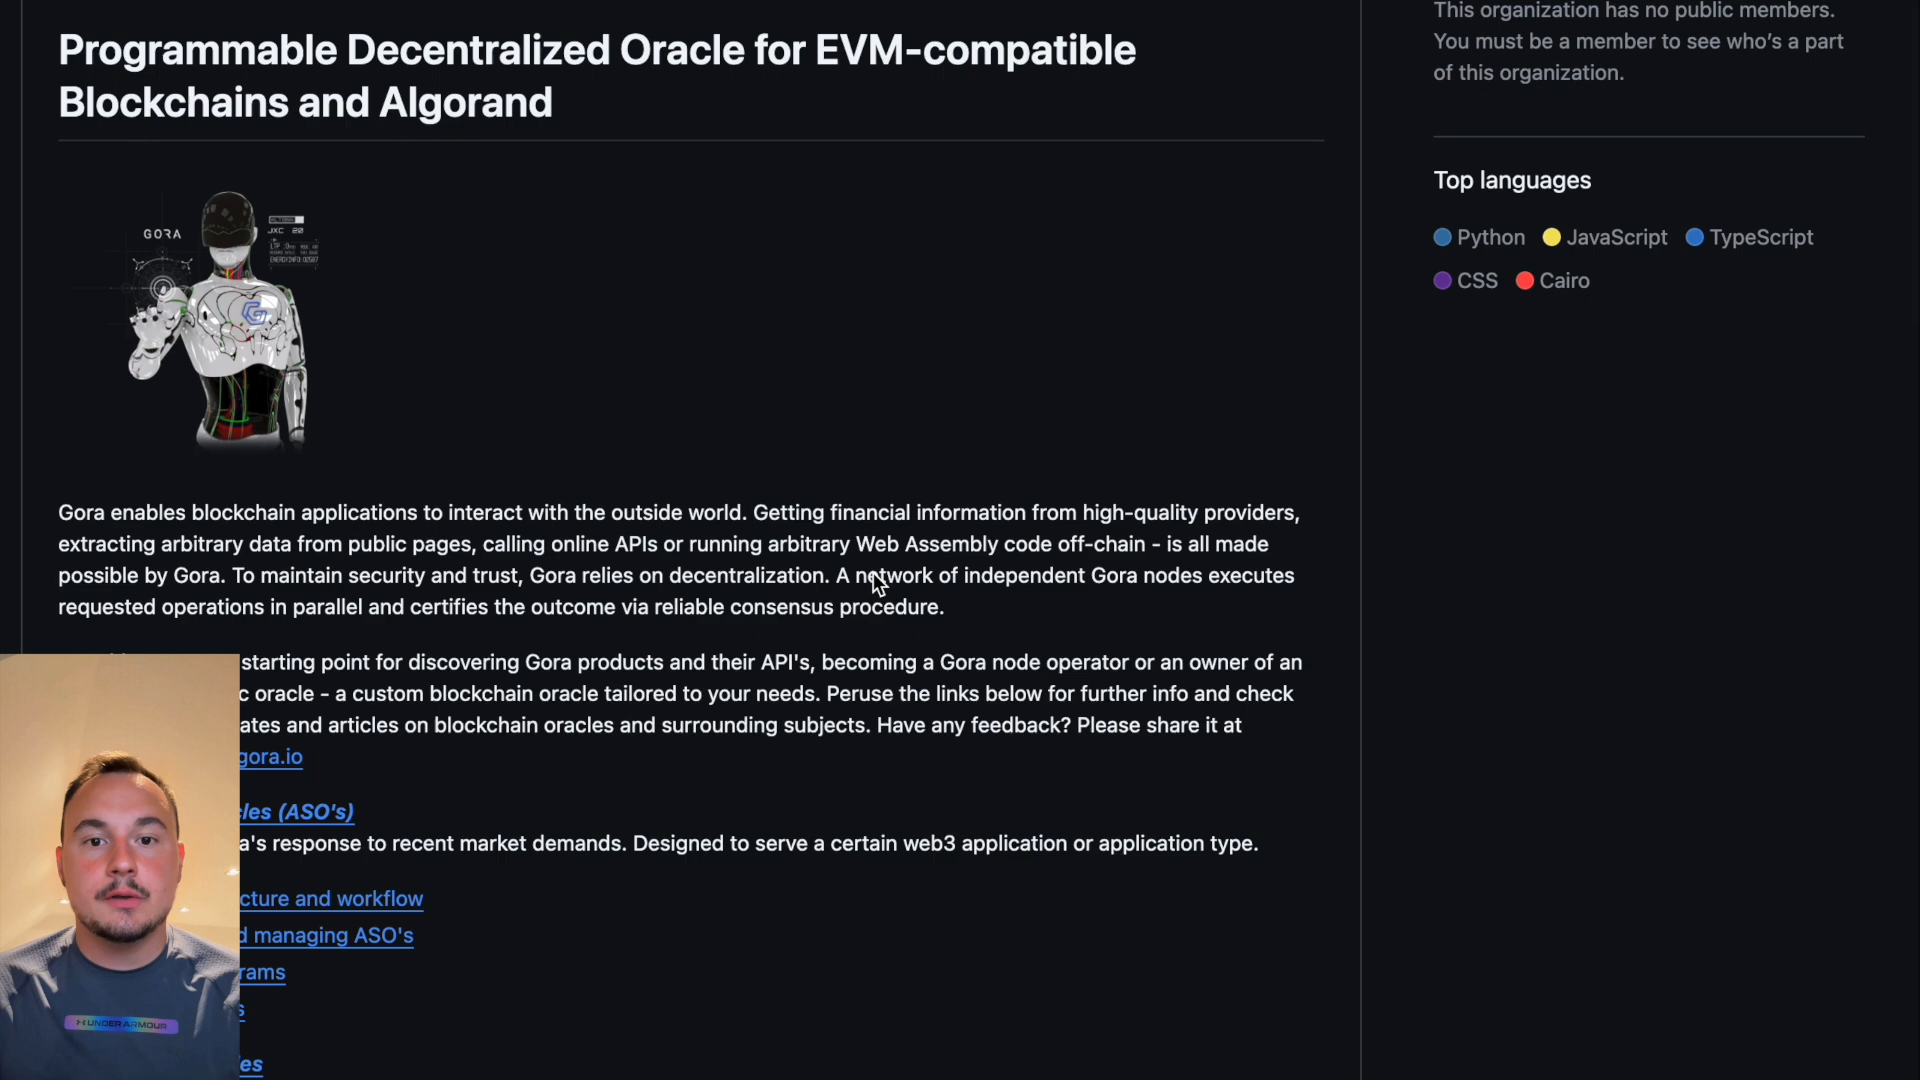 This organization has no public members.
You must be a member to see who's a part
of this organization.
Programmable Decentralized Oracle for EVM-compatible
Blockchains and Algorand
Top languages
Python JavaScript TypeScript
CSS Cairo
GORA
JXC 20
Gora enables blockchain applications to interact with the outside world. Getting financial information from high-quality providers,
extracting arbitrary data from public pages, calling online APIs or running arbitrary Web Assembly code off-chain - is all made
possible by Gora. To maintain security and trust, Gora relies on decentralization. A network of independent Gora nodes executes
requested operations in parallel and certifies the outcome via reliable consensus procedure.
starting point for discovering Gora products and their API's, becoming a Gora node operator or an owner of an
c oracle - a custom blockchain oracle tailored to your needs. Peruse the links below for further info and check
ates and articles on blockchain oracles and surrounding subjects. Have any feedback? Please share it at
gora.io
cles (ASO's)
a's response to recent market demands. Designed to serve a certain web3 application or application type.
cture and workflow
d managing ASO's
rams
s
es
UNDER ARMOUR